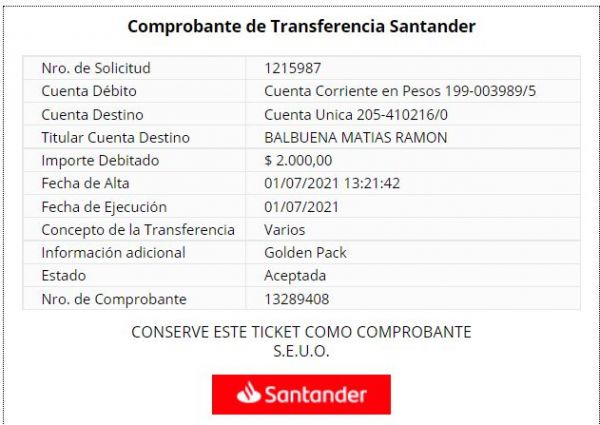 Comprobante de Transferencia Santander
Nro. de Solicitud 1215987
Cuenta Débito Cuenta Corriente en Pesos 199-003989/5
Cuenta Destino Cuenta Unica 205-410216/0
Titular Cuenta Destino BALBUENA MATIAS RAMON
Importe Debitado $ 2.000,00
Fecha de Alta 01/07/2021 13:21:42
Fecha de Ejecución 01/07/2021
Concepto de la Transferencia Varios
Información adicional Golden Pack
Estado Aceptada
Nro. de Comprobante 13289408
CONSERVE ESTE TICKET COMO COMPROBANTE
S.E.U.O.
Santander